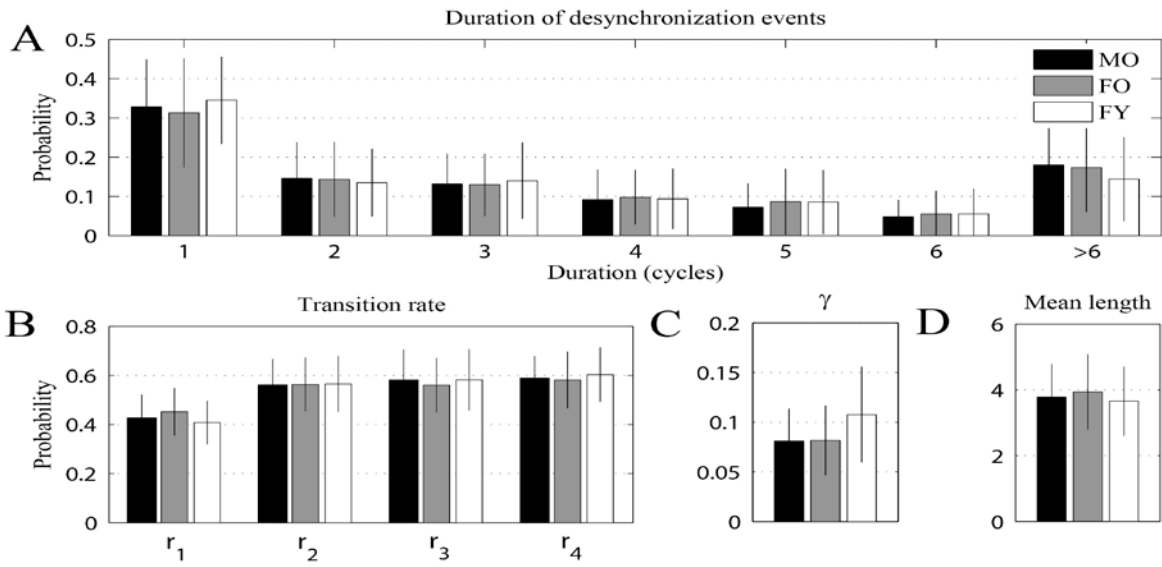 A
Duration of desynchronization events
Probability
0.5
0.4
0.3
0.2
0.1
0
MO
FO
FY
1 2 3 4 5 6 >6
Duration (cycles)
B
Transition rate
Probability
0.8
0.6
0.4
0.2
0
r1 r2 r3 r4
C
γ
0.2
0.15
0.1
0.05
0
D
Mean length
6
4
2
0